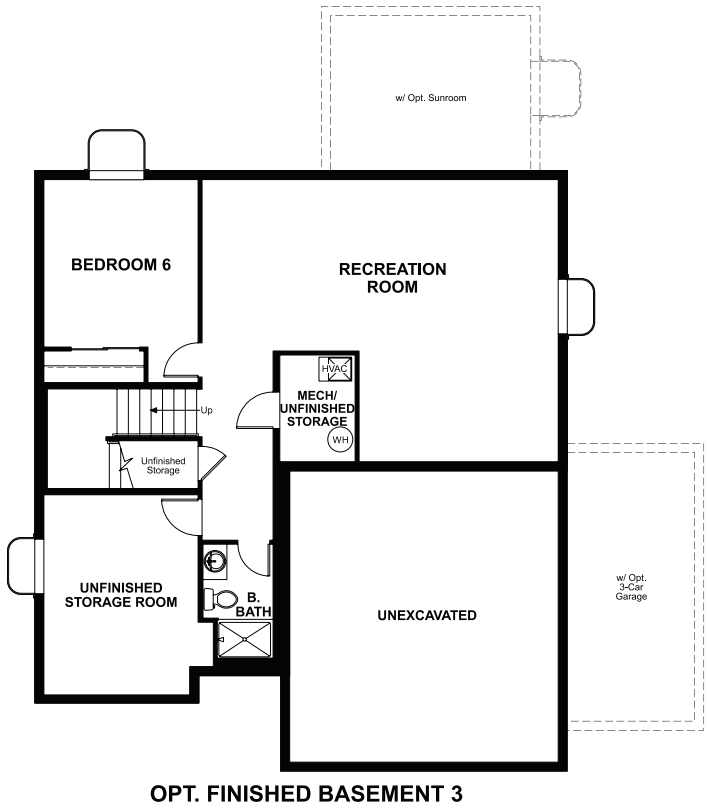 w/ Opt. Sunroom
BEDROOM 6
RECREATION
ROOM
HVAC
MECH/
UNFINISHED
STORAGE
Up
WH
Unfinished
Storage
UNFINISHED
STORAGE ROOM
B.
BATH
UNEXCAVATED
w/ Opt.
3-Car
Garage
OPT. FINISHED BASEMENT 3